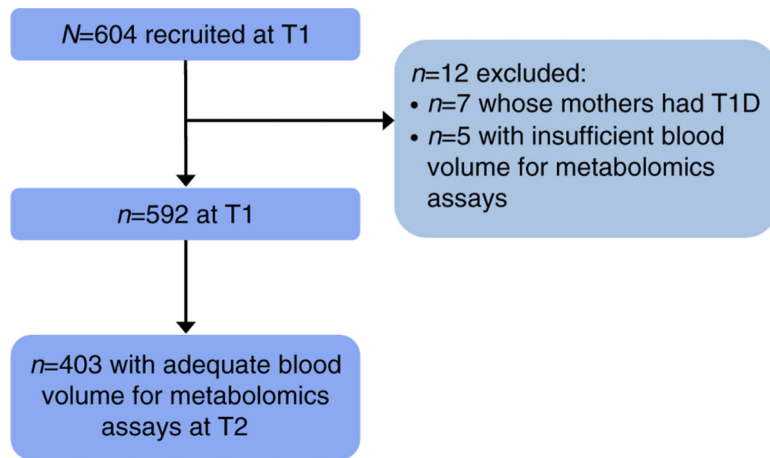 N=604 recruited at T1
n=12 excluded:
• n=7 whose mothers had T1D
• n=5 with insufficient blood
volume for metabolomics
assays
n=592 at T1
n=403 with adequate blood
volume for metabolomics
assays at T2